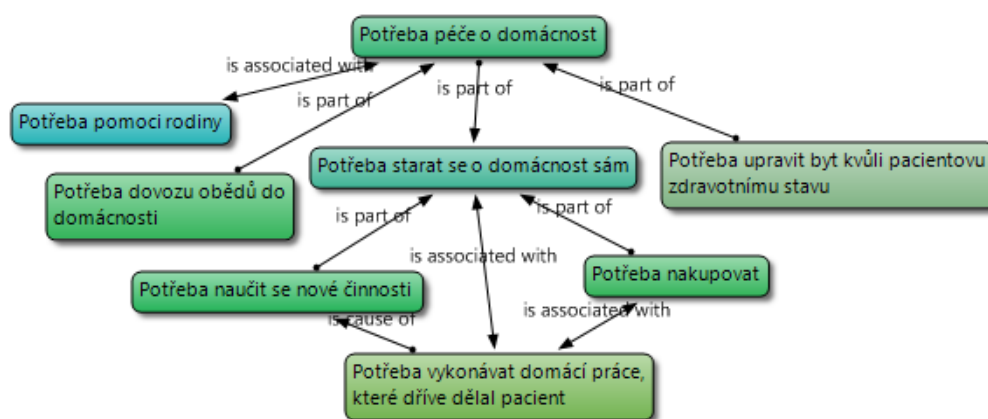 Potřeba péče o domácnost
is associated with
is part of
is part of
is part of
Potřeba pomoci rodiny
Potřeba starat se o domácnost sám
Potřeba upravit byt kvůli pacientovu
zdravotnímu stavu
Potřeba dovozu obědů do
domácnosti
is part of
is part of
is associated with
Potřeba naučit se nové činnosti
Potřeba nakupovat
is cause of
is associated with
Potřeba vykonávat domácí práce,
které dříve dělal pacient